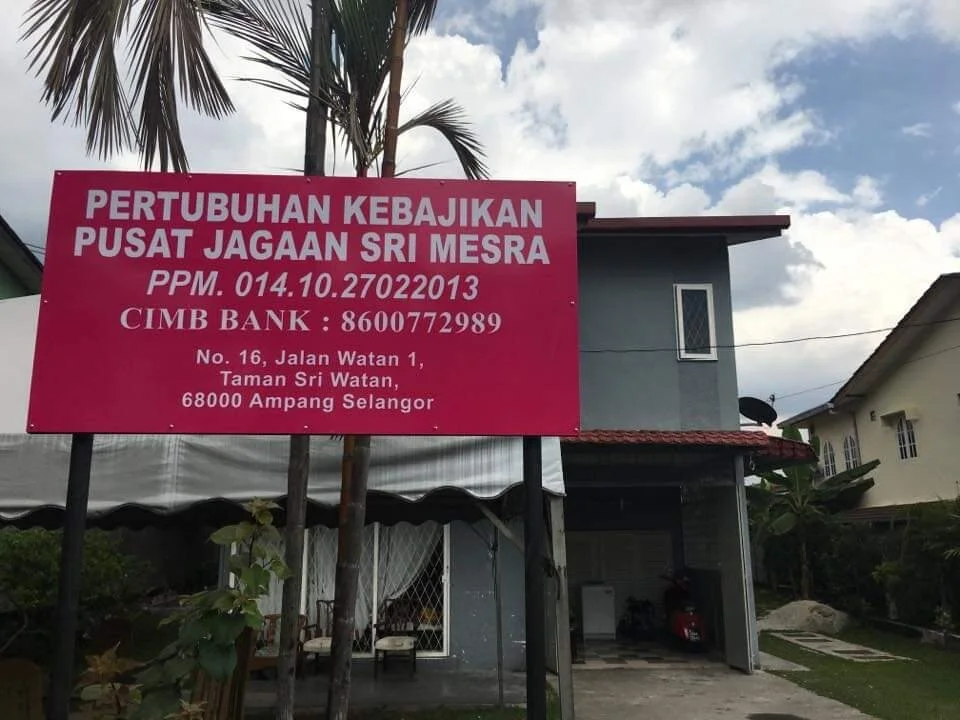 PERTUBUHAN KEBAJIKAN
PUSAT JAGAAN SRI MESRA
PPM. 014.10.27022013
CIMB BANK : 8600772989
No. 16, Jalan Watan 1,
Taman Sri Watan,
68000 Ampang Selangor